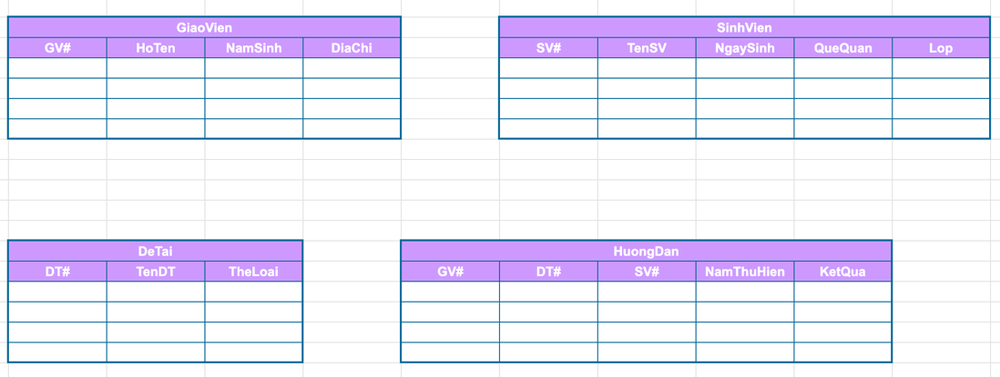 GiaoVien
GV# HoTen NamSinh DiaChi
SinhVien
SV# TenSV NgaySinh QueQuan Lop
DeTai
DT# TenDT TheLoai
HuongDan
GV# DT# SV# NamThuHien KetQua